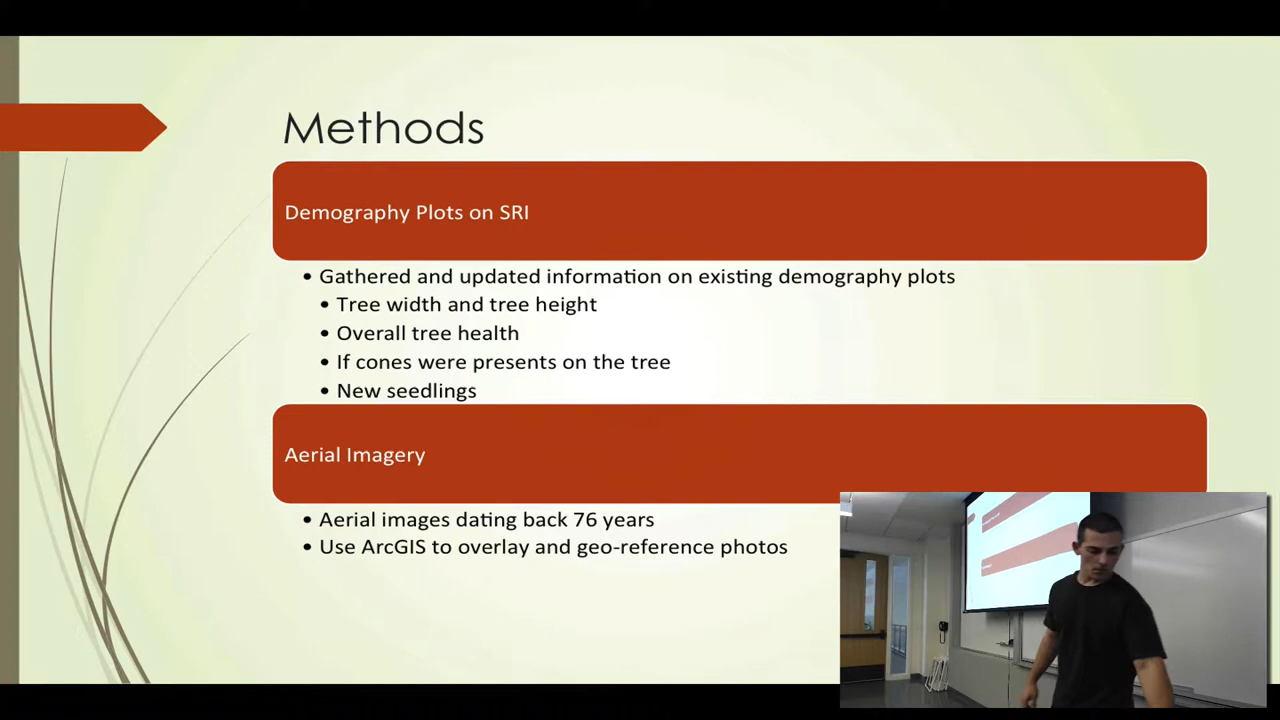 Methods
Demography Plots on SRI
• Gathered and updated information on existing demography plots
• Tree width and tree height
• Overall tree health
• If cones were presents on the tree
• New seedlings
Aerial Imagery
• Aerial images dating back 76 years
• Use ArcGIS to overlay and geo-reference photos